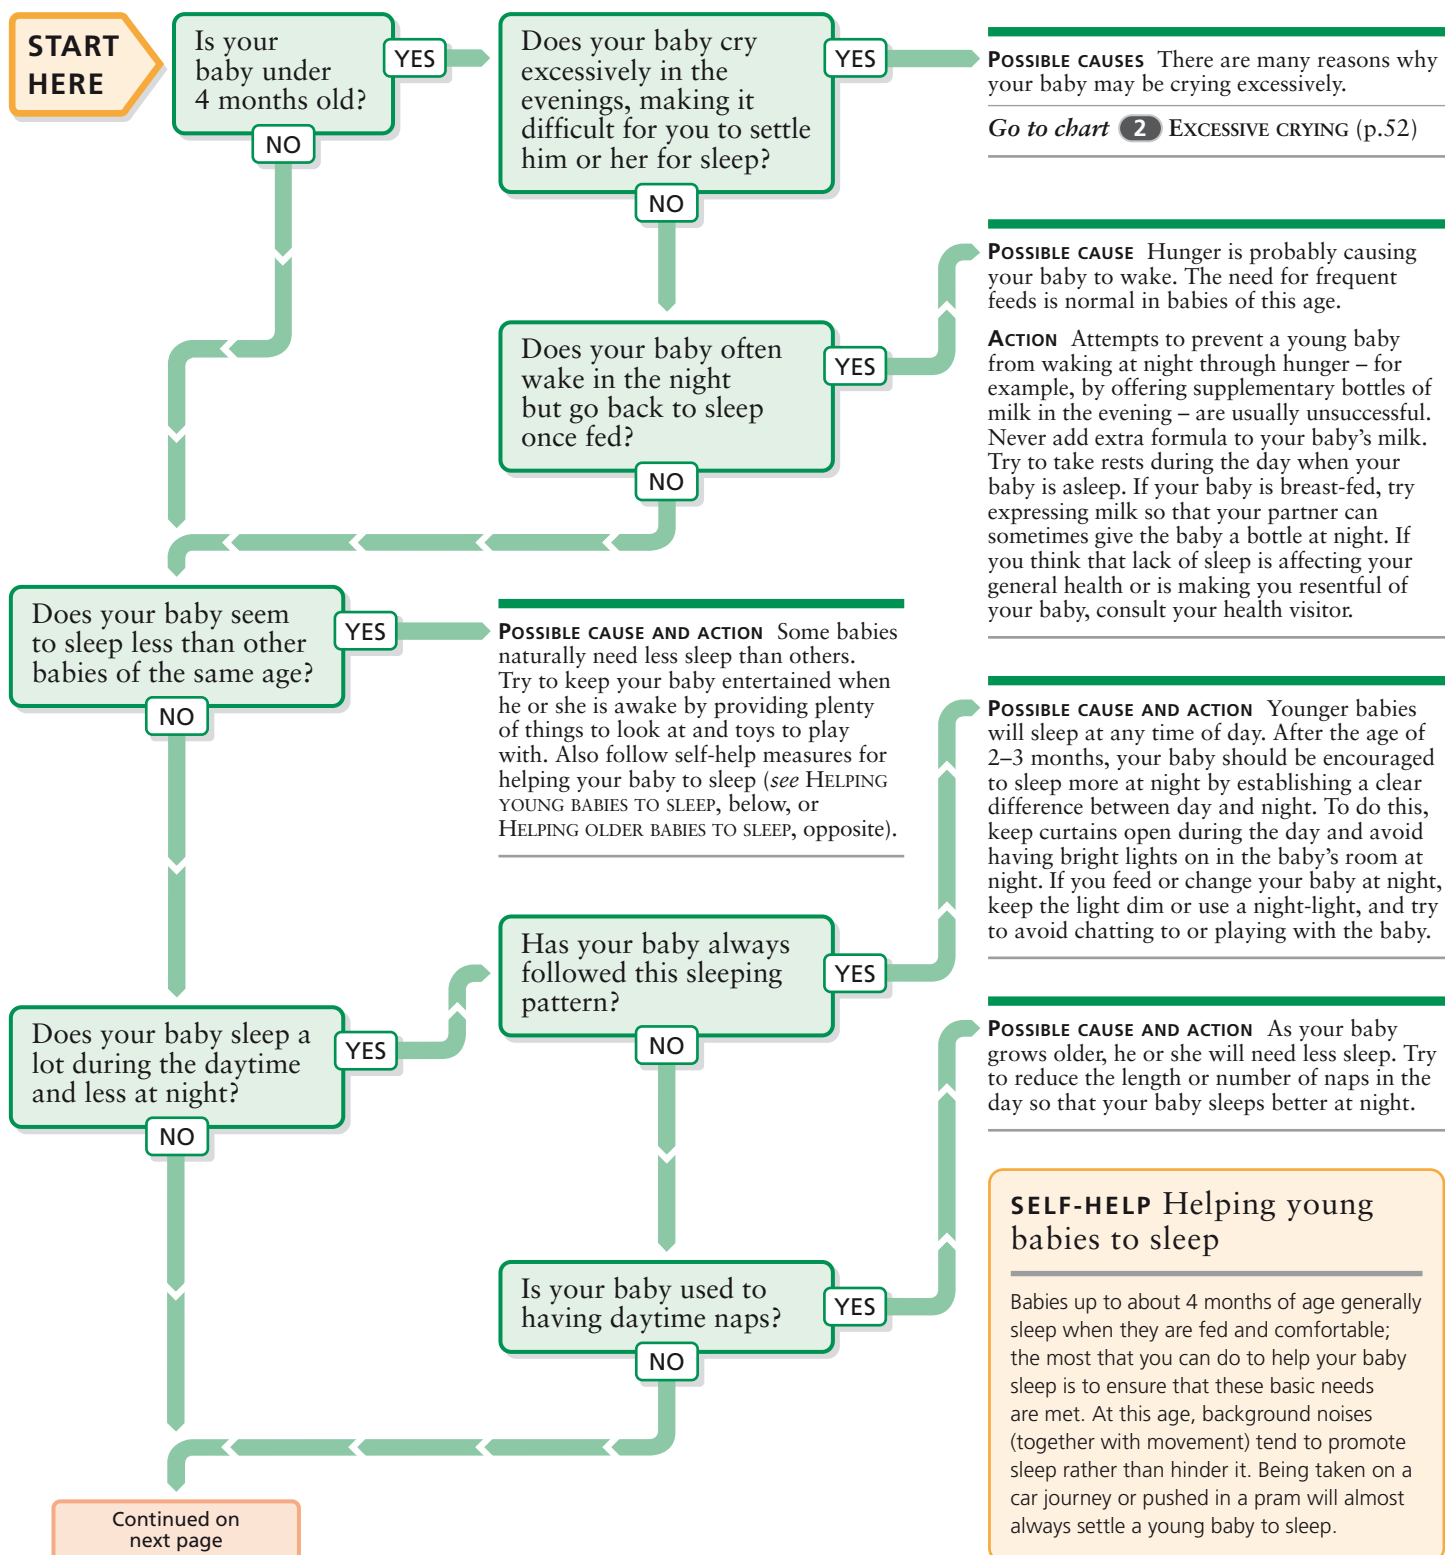 START
HERE
Is your
baby under
4 months old?
YES
NO
Does your baby cry
excessively in the
evenings, making it
difficult for you to settle
him or her for sleep?
YES
NO
POSSIBLE CAUSES There are many reasons why
your baby may be crying excessively.
Go to chart 2 EXCESSIVE CRYING (p.52)
Does your baby often
wake in the night
but go back to sleep
once fed?
YES
NO
POSSIBLE CAUSE Hunger is probably causing
your baby to wake. The need for frequent
feeds is normal in babies of this age.
ACTION Attempts to prevent a young baby
from waking at night through hunger – for
example, by offering supplementary bottles of
milk in the evening – are usually unsuccessful.
Never add extra formula to your baby’s milk.
Try to take rests during the day when your
baby is asleep. If your baby is breast-fed, try
expressing milk so that your partner can
sometimes give the baby a bottle at night. If
you think that lack of sleep is affecting your
general health or is making you resentful of
your baby, consult your health visitor.
Does your baby seem
to sleep less than other
babies of the same age?
YES
NO
POSSIBLE CAUSE AND ACTION Some babies
naturally need less sleep than others.
Try to keep your baby entertained when
he or she is awake by providing plenty
of things to look at and toys to play
with. Also follow self-help measures for
helping your baby to sleep (see HELPING
YOUNG BABIES TO SLEEP, below, or
HELPING OLDER BABIES TO SLEEP, opposite).
Does your baby sleep a
lot during the daytime
and less at night?
YES
NO
Has your baby always
followed this sleeping
pattern?
YES
NO
POSSIBLE CAUSE AND ACTION Younger babies
will sleep at any time of day. After the age of
2–3 months, your baby should be encouraged
to sleep more at night by establishing a clear
difference between day and night. To do this,
keep curtains open during the day and avoid
having bright lights on in the baby’s room at
night. If you feed or change your baby at night,
keep the light dim or use a night-light, and try
to avoid chatting to or playing with the baby.
Is your baby used to
having daytime naps?
YES
NO
POSSIBLE CAUSE AND ACTION As your baby
grows older, he or she will need less sleep. Try
to reduce the length or number of naps in the
day so that your baby sleeps better at night.
SELF-HELP Helping young
babies to sleep
Babies up to about 4 months of age generally
sleep when they are fed and comfortable;
the most that you can do to help your baby
sleep is to ensure that these basic needs
are met. At this age, background noises
(together with movement) tend to promote
sleep rather than hinder it. Being taken on a
car journey or pushed in a pram will almost
always settle a young baby to sleep.
Continued on
next page